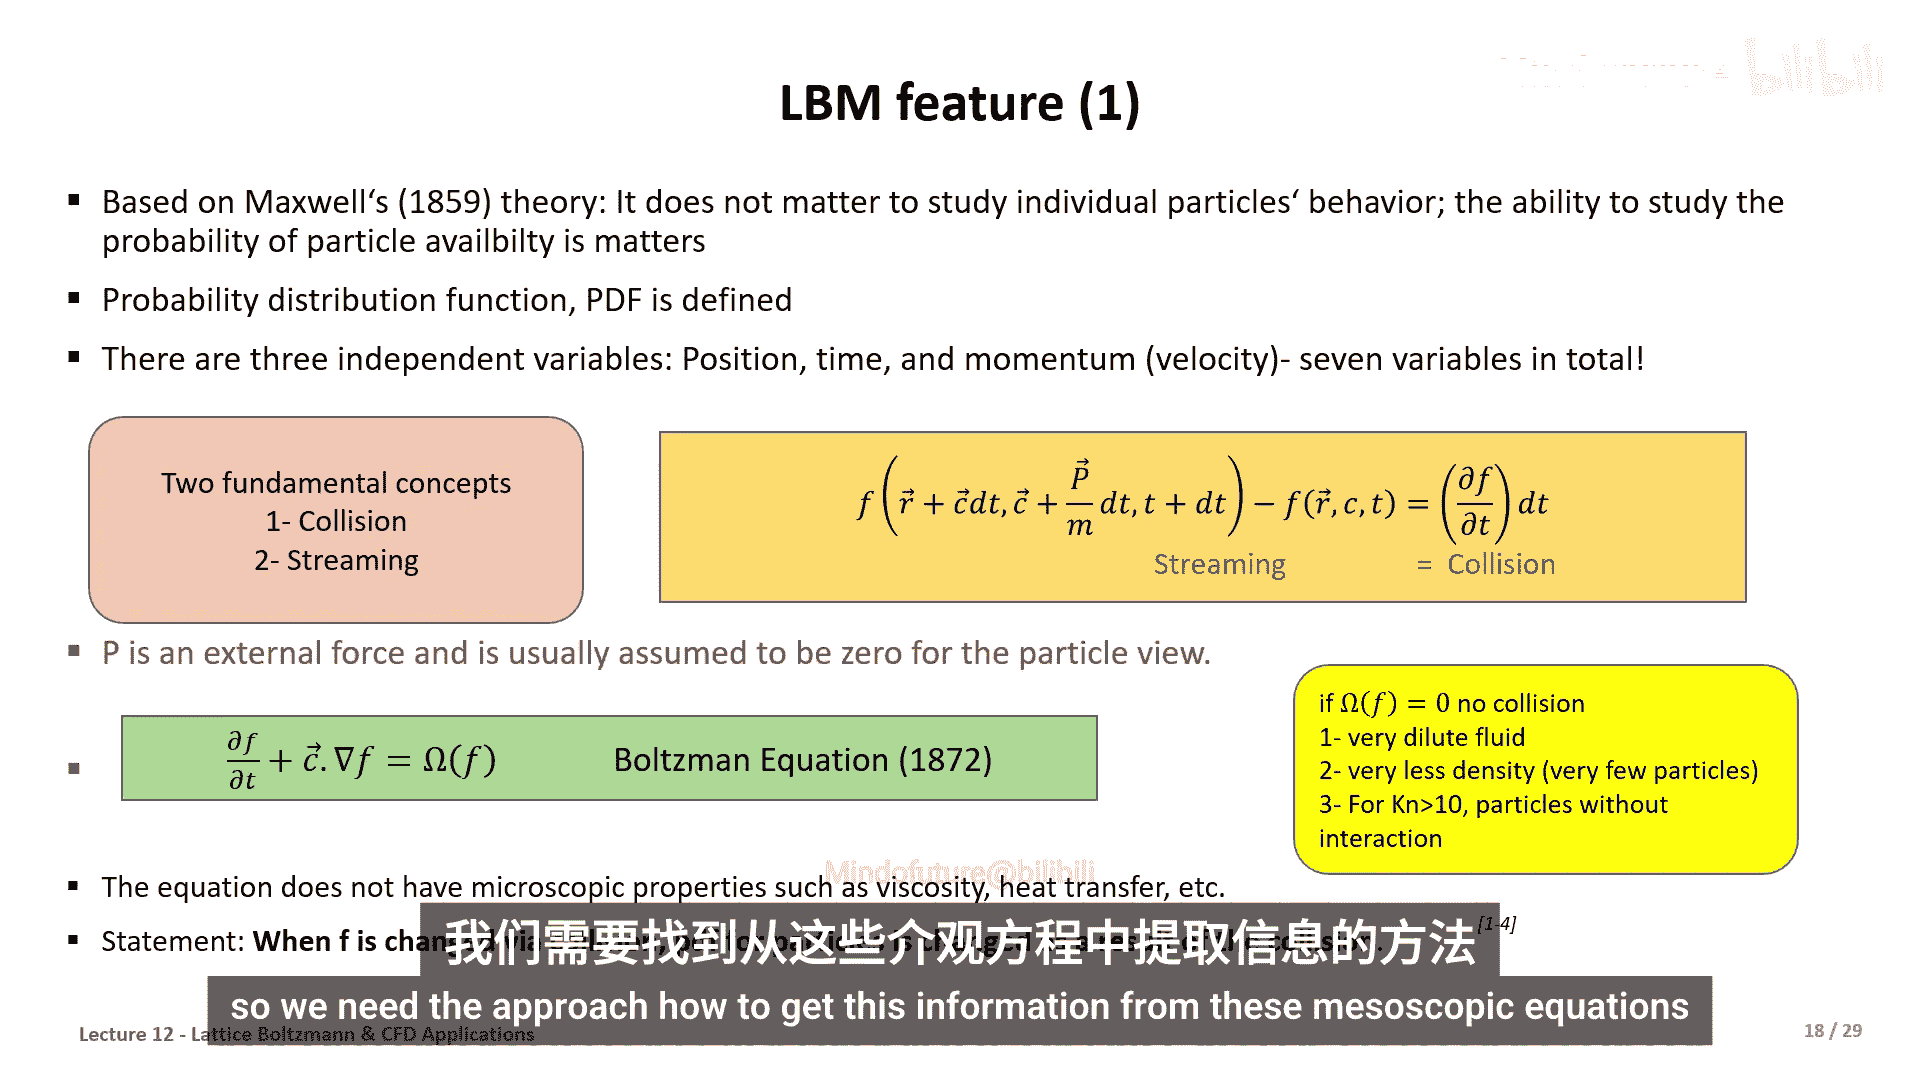 bilibili
LBM feature (1)
▪ Based on Maxwell‘s (1859) theory: It does not matter to study individual particles‘ behavior; the ability to study the
probability of particle availbilty is matters
▪ Probability distribution function, PDF is defined
▪ There are three independent variables: Position, time, and momentum (velocity)- seven variables in total!
Two fundamental concepts
1- Collision
2- Streaming
f(r⃗ + c⃗dt, c⃗ + P⃗/m dt, t + dt) − f(r⃗, c, t) = (∂f/∂t) dt
Streaming = Collision
▪ P is an external force and is usually assumed to be zero for the particle view.
if Ω(f) = 0 no collision
1- very dilute fluid
2- very less density (very few particles)
3- For Kn>10, particles without
interaction
▪ ∂f/∂t + c⃗.∇f = Ω(f) Boltzman Equation (1872)
Mindofuture@bilibili
▪ The equation does not have microscopic properties such as viscosity, heat transfer, etc.
▪ Statement: When f is
[1-4]
我们需要找到从这些介观方程中提取信息的方法
so we need the approach how to get this information from these mesoscopic equations
Lecture 12 - Lattice Boltzmann & CFD Applications
18 / 29